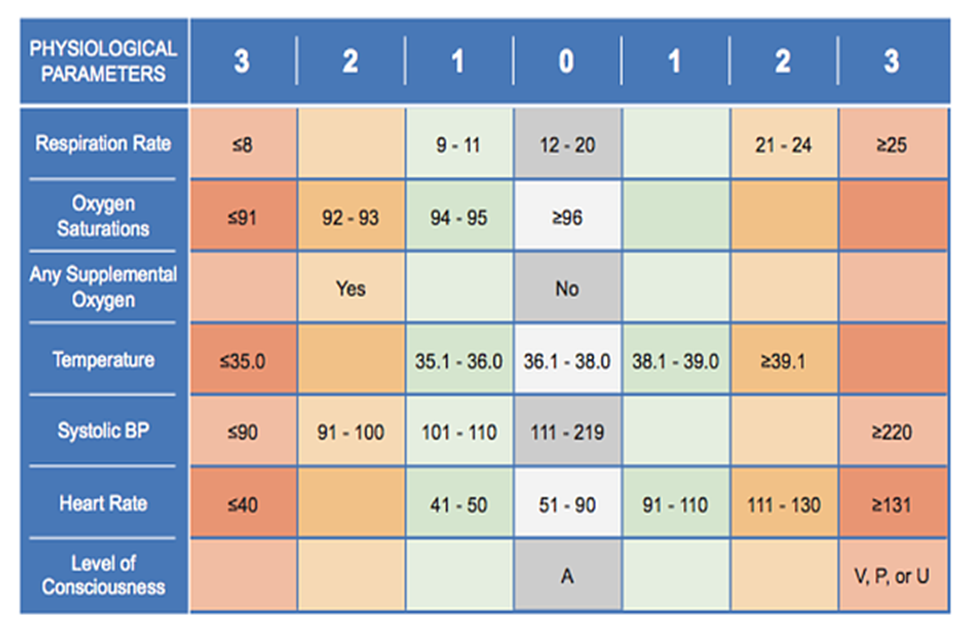 PHYSIOLOGICAL
PARAMETERS 3 2 1 0 1 2 3
Respiration Rate ≤8 9 - 11 12 - 20 21 - 24 ≥25
Oxygen
Saturations ≤91 92 - 93 94 - 95 ≥96
Any Supplemental
Oxygen Yes No
Temperature ≤35.0 35.1 - 36.0 36.1 - 38.0 38.1 - 39.0 ≥39.1
Systolic BP ≤90 91 - 100 101 - 110 111 - 219 ≥220
Heart Rate ≤40 41 - 50 51 - 90 91 - 110 111 - 130 ≥131
Level of
Consciousness A V, P, or U